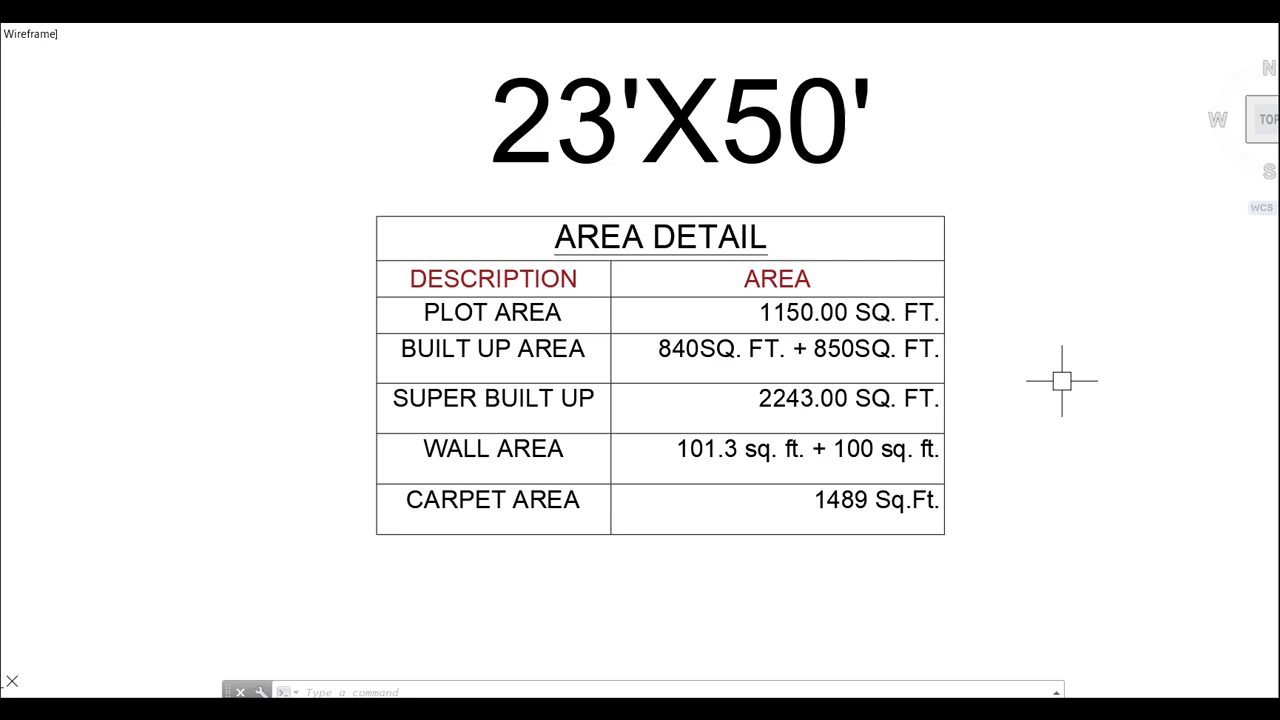 Wireframe]
23'X50'
N
W
TOP
S
WCS
AREA DETAIL
DESCRIPTION AREA
PLOT AREA 1150.00 SQ. FT.
BUILT UP AREA 840SQ. FT. + 850SQ. FT.
SUPER BUILT UP 2243.00 SQ. FT.
WALL AREA 101.3 sq. ft. + 100 sq. ft.
CARPET AREA 1489 Sq.Ft.
Type a command